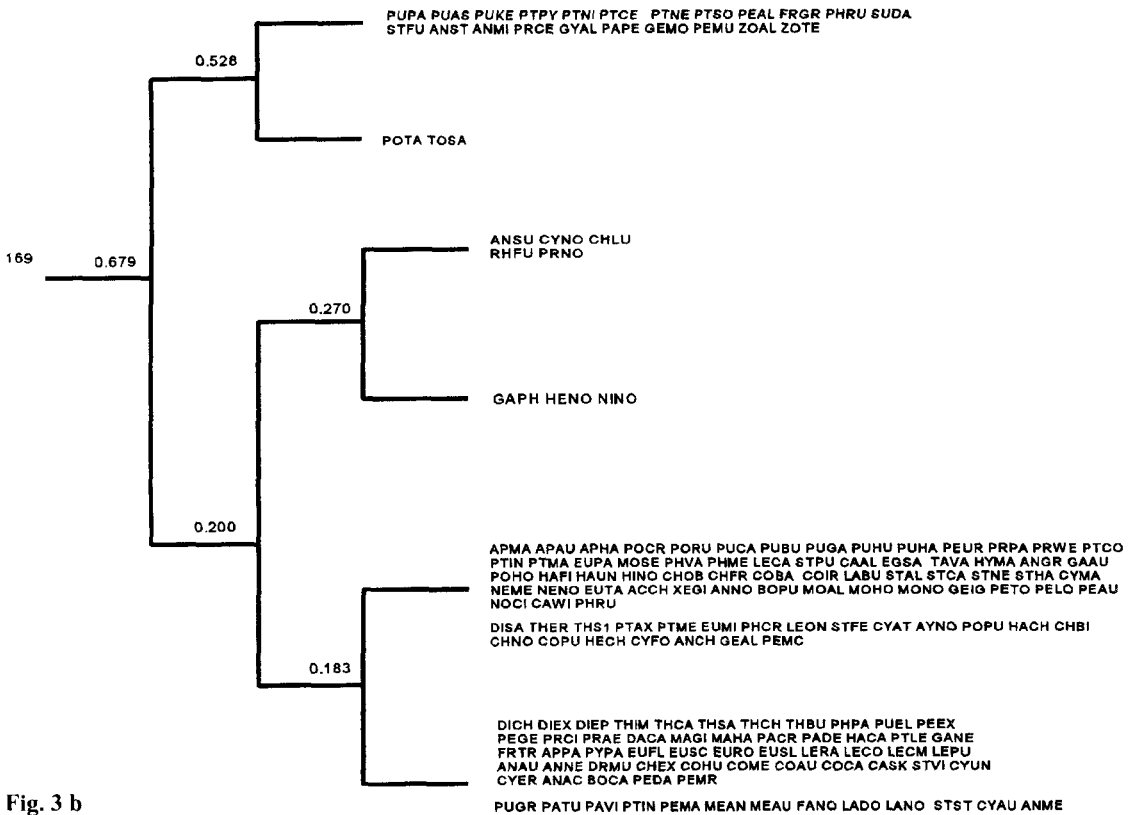 PUPA PUAS PUKE PTPY PTNI PTCE PTNE PTSO PEAL FRGR PHRU SUDA
STFU ANST ANMI PRCE GYAL PAPE GEMO PEMU ZOAL ZOTE
0.528
POTA TOSA
ANSU CYNO CHLU
RHFU PRNO
169 0.679
0.270
GAPH HENO NINO
0.200
APMA APAU APHA POCR PORU PUCA PUBU PUGA PUHU PUHA PEUR PRPA PRWE PTCO
PTIN PTMA EUPA MOSE PHVA PHME LECA STPU CAAL EGSA TAVA HYMA ANGR GAAU
POHO HAFI HAUN HINO CHOB CHFR COBA COIR LABU STAL STCA STNE STHA CYMA
NEME NENO EUTA ACCH XEGI ANNO BOPU MOAL MOHO MONO GEIG PETO PELO PEAU
NOCI CAWI PHRU
DISA THER THS1 PTAX PTME EUMI PHCR LEON STFE CYAT AYNO POPU HACH CHBI
CHNO COPU HECH CYFO ANCH GEAL PEMC
0.183
DICH DIEX DIEP THIM THCA THSA THCH THBU PHPA PUEL PEEX
PEGE PRCI PRAE DACA MAGI MAHA PACR PADE HACA PTLE GANE
FRTR APPA PYPA EUFL EUSC EURO EUSL LERA LECO LECM LEPU
ANAU ANNE DRMU CHEX COHU COME COAU COCA CASK STVI CYUN
CYER ANAC BOCA PEDA PEMR
PUGR PATU PAVI PTIN PEMA MEAN MEAU FANO LADO LANO STST CYAU ANME
Fig. 3 b